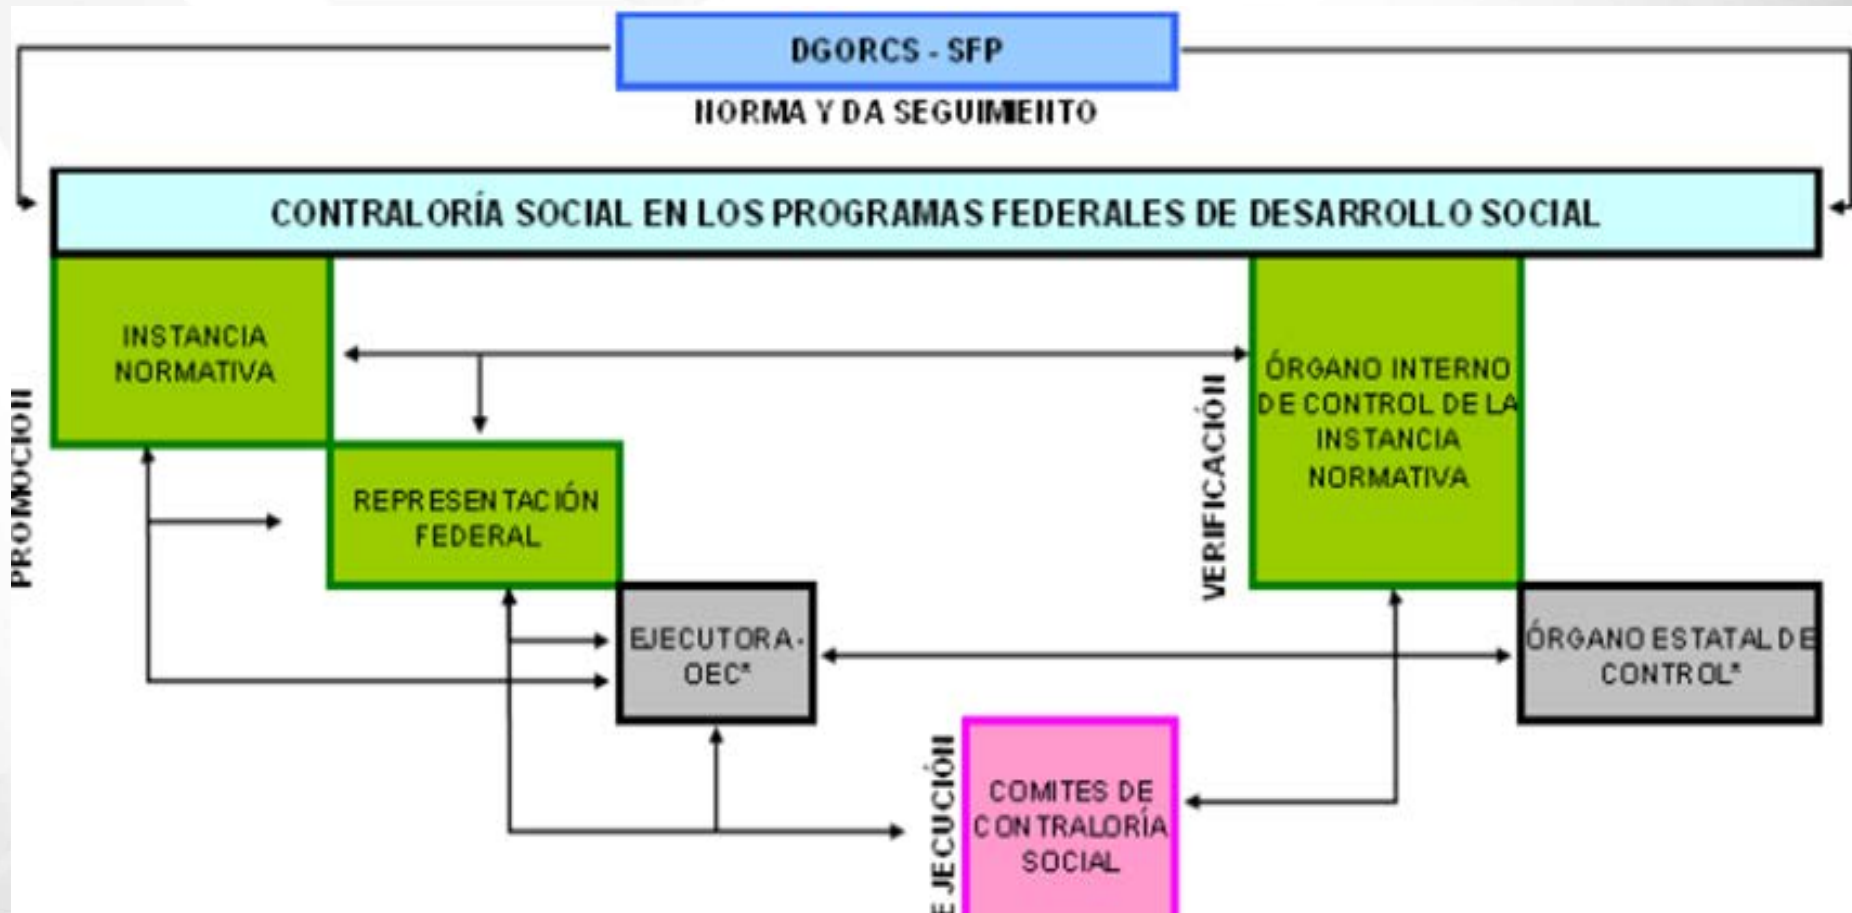 DGORCS - SFP
NORMA Y DA SEGUIMIENTO
CONTRALORÍA SOCIAL EN LOS PROGRAMAS FEDERALES DE DESARROLLO SOCIAL
INSTANCIA
NORMATIVA
PROMOCIÓN
REPRESENTACIÓN
FEDERAL
EJECUTORA-
OEC*
VERIFICACIÓN
ÓRGANO INTERNO
DE CONTROL DE LA
INSTANCIA
NORMATIVA
ÓRGANO ESTATAL DE
CONTROL*
EJECUCIÓN
COMITES DE
CONTRALORÍA
SOCIAL